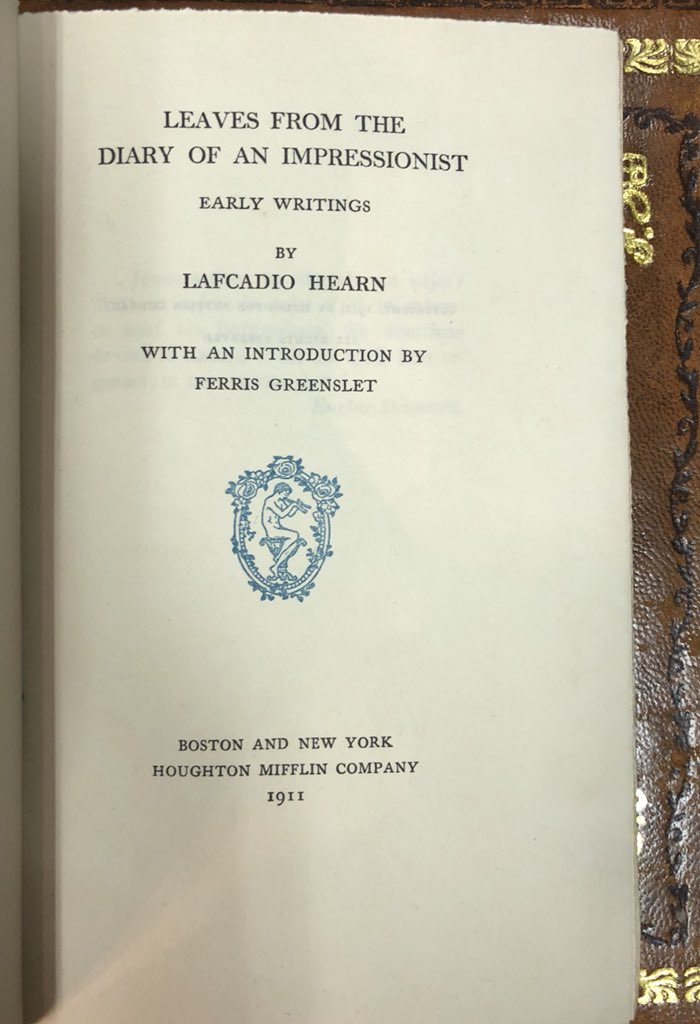 LEAVES FROM THE
DIARY OF AN IMPRESSIONIST
EARLY WRITINGS
BY
LAFCADIO HEARN
WITH AN INTRODUCTION BY
FERRIS GREENSLET
BOSTON AND NEW YORK
HOUGHTON MIFFLIN COMPANY
1911